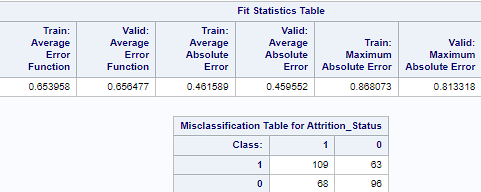 Fit Statistics Table
Train: Average Error Function Valid: Average Error Function Train: Average Absolute Error Valid: Average Absolute Error Train: Maximum Absolute Error Valid: Maximum Absolute Error
0.653958 0.656477 0.461589 0.459552 0.868073 0.813318
Misclassification Table for Attrition_Status
Class: 1 0
1 109 63
0 68 96